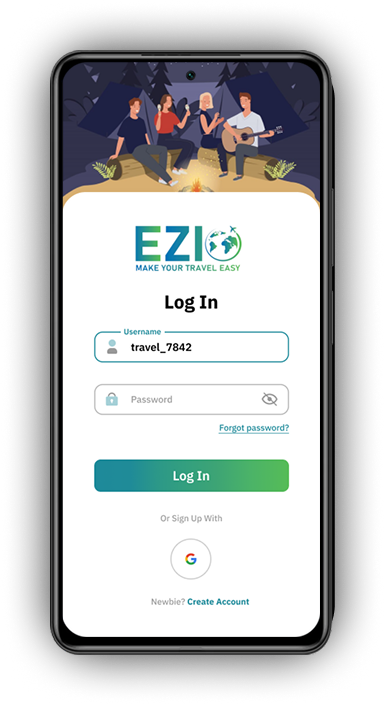 EZIO
MAKE YOUR TRAVEL EASY
Log In
Username
travel_7842
Password
Forgot password?
Log In
Or Sign Up With
G
Newbie? Create Account